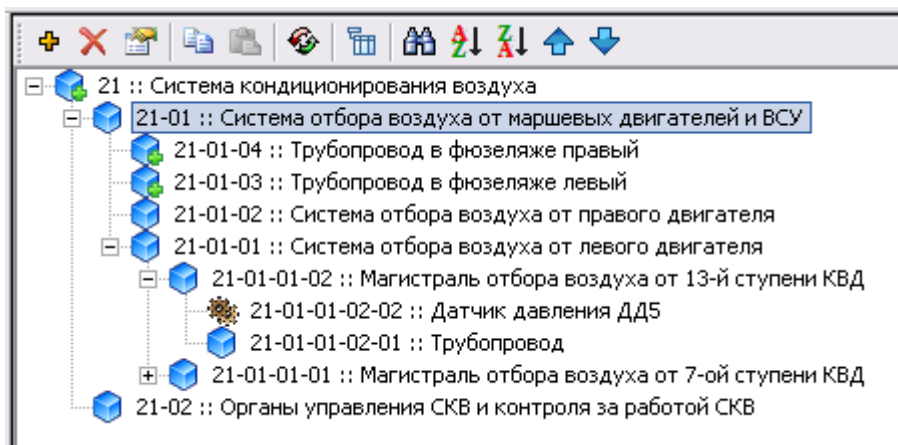 21 :: Система кондиционирования воздуха
21-01 :: Система отбора воздуха от маршевых двигателей и ВСУ
21-01-04 :: Трубопровод в фюзеляже правый
21-01-03 :: Трубопровод в фюзеляже левый
21-01-02 :: Система отбора воздуха от правого двигателя
21-01-01 :: Система отбора воздуха от левого двигателя
21-01-01-02 :: Магистраль отбора воздуха от 13-й ступени КВД
21-01-01-02-02 :: Датчик давления ДД5
21-01-01-02-01 :: Трубопровод
21-01-01-01 :: Магистраль отбора воздуха от 7-ой ступени КВД
21-02 :: Органы управления СКВ и контроля за работой СКВ